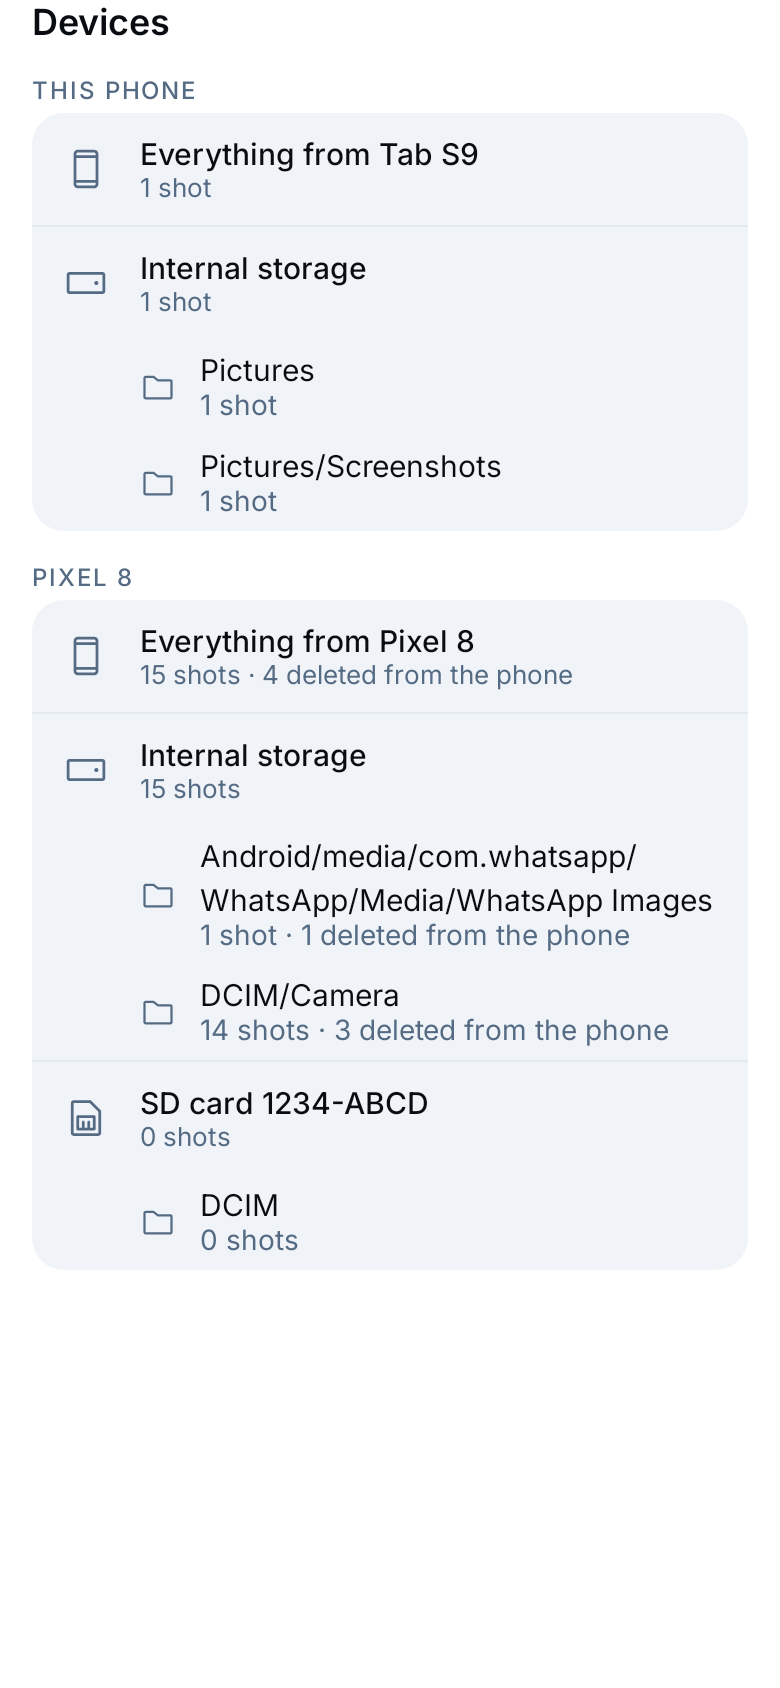 Devices
THIS PHONE
Everything from Tab S9
1 shot
Internal storage
1 shot
Pictures
1 shot
Pictures/Screenshots
1 shot
PIXEL 8
Everything from Pixel 8
15 shots · 4 deleted from the phone
Internal storage
15 shots
Android/media/com.whatsapp/
WhatsApp/Media/WhatsApp Images
1 shot · 1 deleted from the phone
DCIM/Camera
14 shots · 3 deleted from the phone
SD card 1234-ABCD
0 shots
DCIM
0 shots